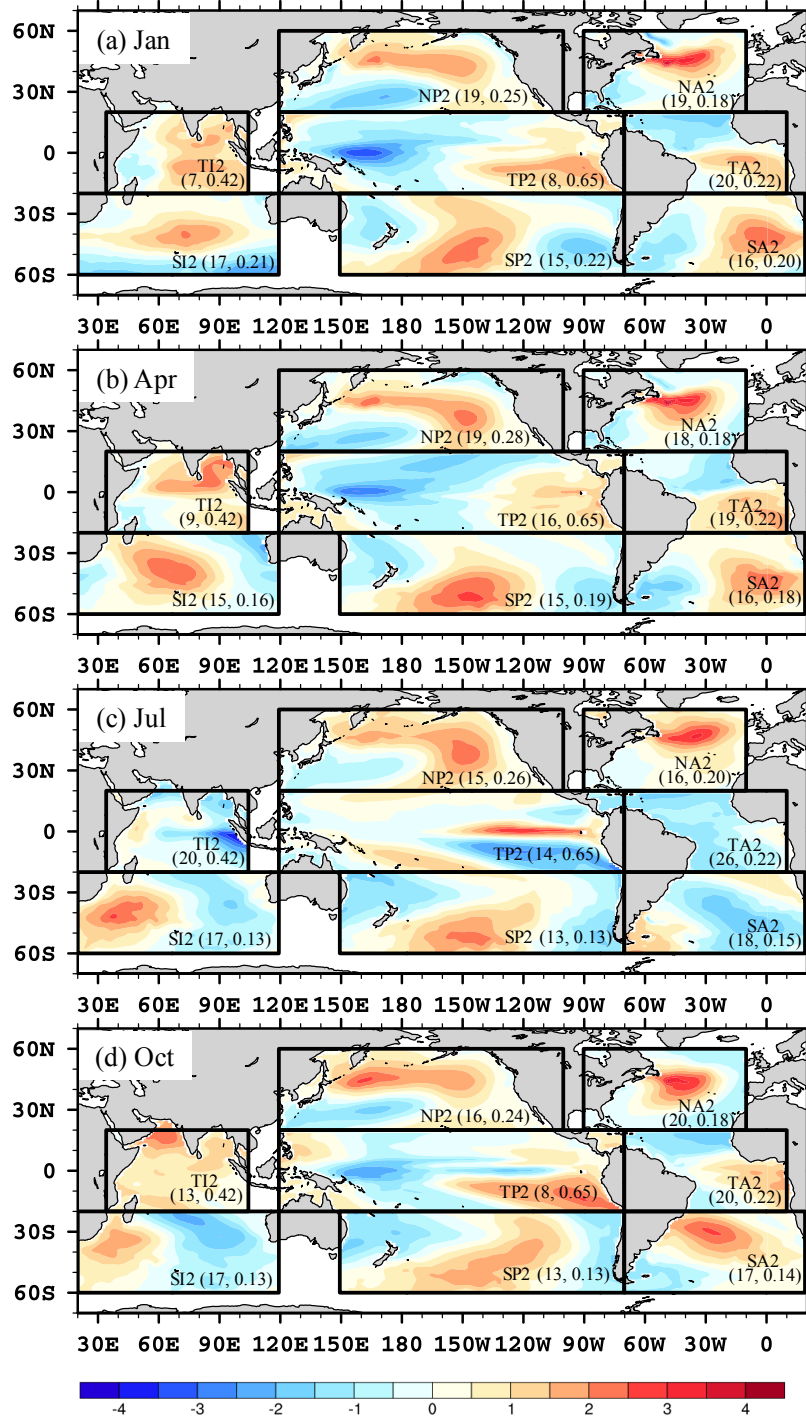 60N
(a) Jan
30N
NP2 (19, 0.25)
NA2
(19, 0.18)
0
TI2
(7, 0.42)
TP2 (8, 0.65)
TA2
(20, 0.22)
30S
60S
SI2 (17, 0.21)
SP2 (15, 0.22)
SA2
(16, 0.20)
30E 60E 90E 120E 150E 180 150W 120W 90W 60W 30W 0
60N
(b) Apr
30N
NP2 (19, 0.28)
NA2
(18, 0.18)
0
TI2
(9, 0.42)
TP2 (16, 0.65)
TA2
(19, 0.22)
30S
60S
SI2 (15, 0.16)
SP2 (15, 0.19)
SA2
(16, 0.18)
30E 60E 90E 120E 150E 180 150W 120W 90W 60W 30W 0
60N
(c) Jul
30N
NP2 (15, 0.26)
NA2
(16, 0.20)
0
TI2
(20, 0.42)
TP2 (14, 0.65)
TA2
(26, 0.22)
30S
60S
SI2 (17, 0.13)
SP2 (13, 0.13)
SA2
(18, 0.15)
30E 60E 90E 120E 150E 180 150W 120W 90W 60W 30W 0
60N
(d) Oct
30N
NP2 (16, 0.24)
NA2
(20, 0.18)
0
TI2
(13, 0.42)
TP2 (8, 0.65)
TA2
(20, 0.22)
30S
60S
SI2 (17, 0.13)
SP2 (13, 0.13)
SA2
(17, 0.14)
30E 60E 90E 120E 150E 180 150W 120W 90W 60W 30W 0
-4 -3 -2 -1 0 1 2 3 4